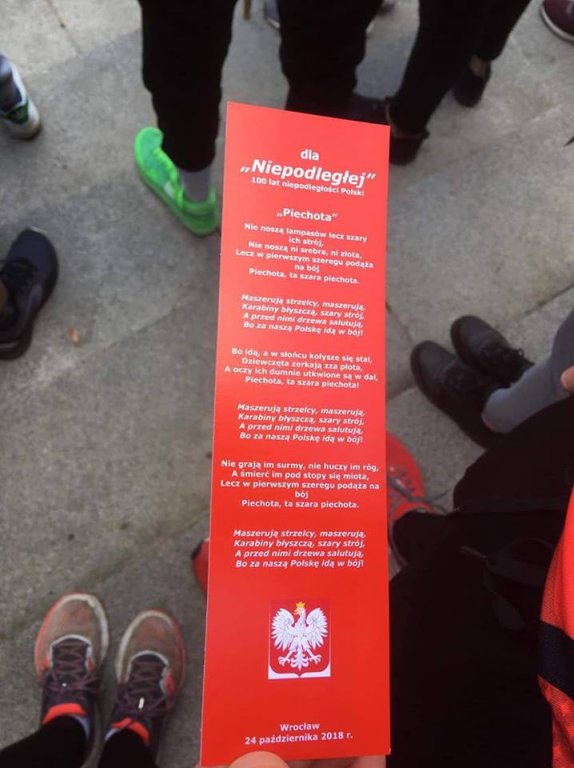 dla
„Niepodległej”
100 lat niepodległości Polski
„Piechota“
Nie noszą lampasów lecz szary
ich strój,
Nie noszą ni srebra, ni złota,
Lecz w pierwszym szeregu podąża
na bój
Piechota, ta szara piechota.
Maszerują strzelcy, maszerują,
Karabiny błyszczą, szary strój,
A przed nimi drzewa salutują,
Bo za naszą Polskę idą w bój!
Bo idą, a w słońcu kołysze się stal,
Dziewczęta zerkają zza płota,
A oczy ich dumnie utkwione są w dal,
Piechota, ta szara piechota!
Maszerują strzelcy, maszerują,
Karabiny błyszczą, szary strój,
A przed nimi drzewa salutują,
Bo za naszą Polskę idą w bój!
Nie grają im surmy, nie huczy im róg,
A śmierć im pod stopy się miota,
Lecz w pierwszym szeregu podąża na
bój
Piechota, ta szara piechota.
Maszerują strzelcy, maszerują,
Karabiny błyszczą, szary strój,
A przed nimi drzewa salutują,
Bo za naszą Polskę idą w bój!
Wrocław
24 października 2018 r.